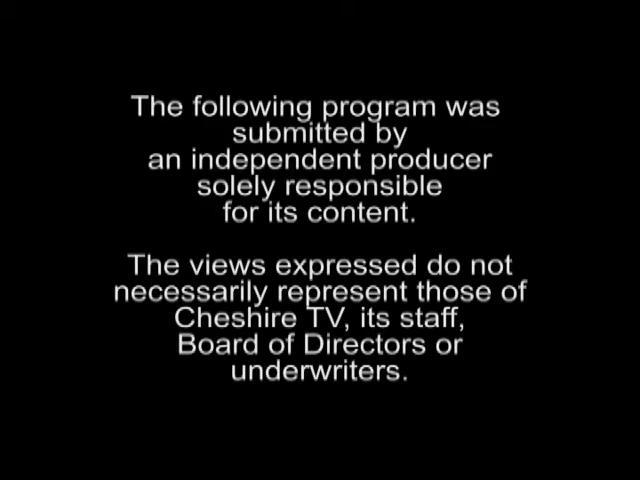 The following program was
submitted by
an independent producer
solely responsible
for its content.
The views expressed do not
necessarily represent those of
Cheshire TV, its staff,
Board of Directors or
underwriters.